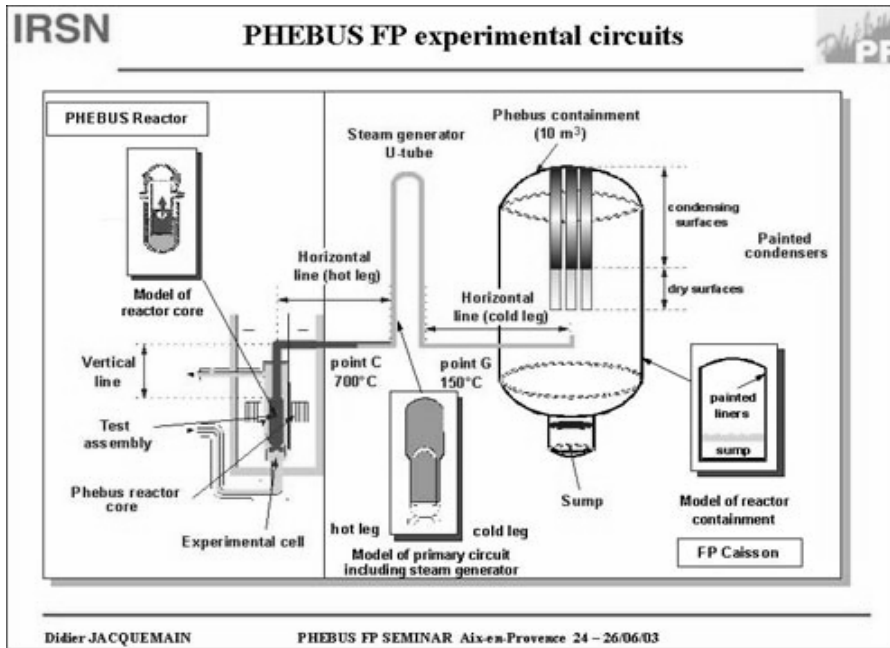 IRSN
PHEBUS FP experimental circuits
Phébus
PF
PHEBUS Reactor
Steam generator
U-tube
Phebus containment
(10 m³)
condensing
surfaces
Painted
condensers
dry surfaces
Horizontal
line (hot leg)
Horizontal
line (cold leg)
Model of
reactor core
Vertical
line
point C
700°C
point G
150°C
Test
assembly
painted
liners
sump
Phebus reactor
core
Sump
Model of reactor
containment
hot leg
cold leg
Experimental cell
Model of primary circuit
including steam generator
FP Caisson
Didier JACQUEMAIN
PHEBUS FP SEMINAR Aix-en-Provence 24 – 26/06/03